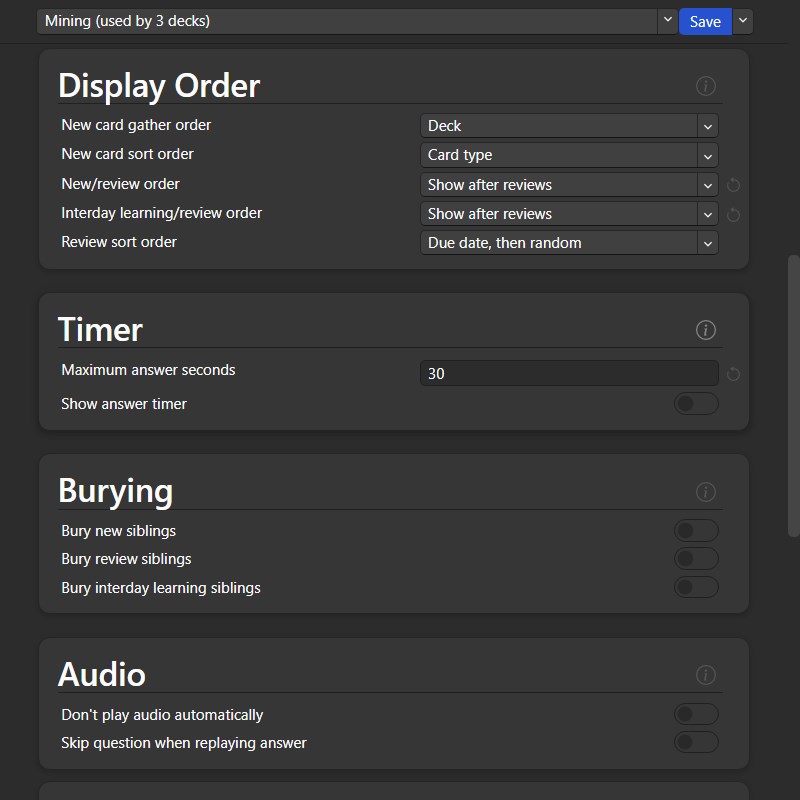 Mining (used by 3 decks)
Save
Display Order
New card gather order
Deck
New card sort order
Card type
New/review order
Show after reviews
Interday learning/review order
Show after reviews
Review sort order
Due date, then random
Timer
Maximum answer seconds
30
Show answer timer
Burying
Bury new siblings
Bury review siblings
Bury interday learning siblings
Audio
Don't play audio automatically
Skip question when replaying answer